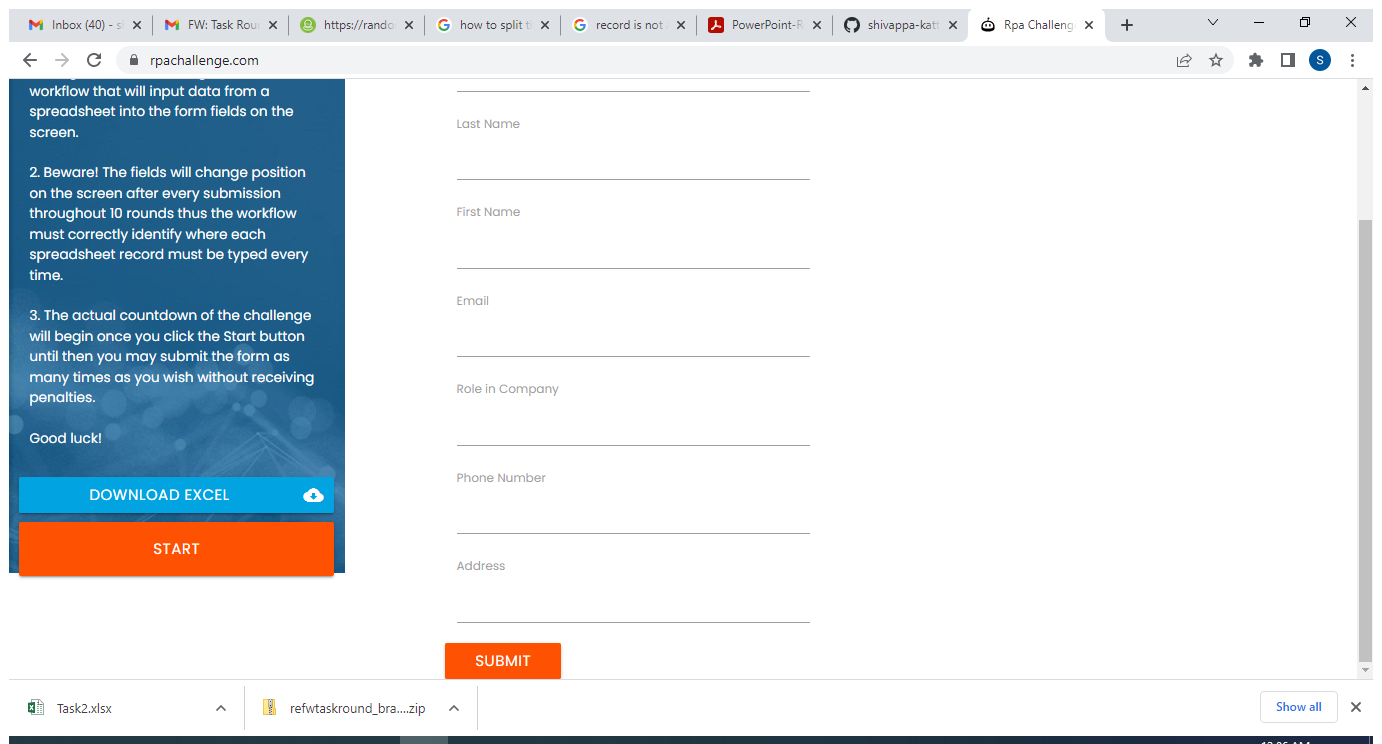 Inbox (40) - s
FW: Task Rou
https://rando
how to split t
record is not
PowerPoint-R
shivappa-katt
Rpa Challeng
rpachallenge.com
S
workflow that will input data from a
spreadsheet into the form fields on the
screen.
2. Beware! The fields will change position
on the screen after every submission
throughout 10 rounds thus the workflow
must correctly identify where each
spreadsheet record must be typed every
time.
3. The actual countdown of the challenge
will begin once you click the Start button
until then you may submit the form as
many times as you wish without receiving
penalties.
Good luck!
DOWNLOAD EXCEL
START
Last Name
First Name
Email
Role in Company
Phone Number
Address
SUBMIT
Task2.xlsx
refwtaskround_bra....zip
Show all